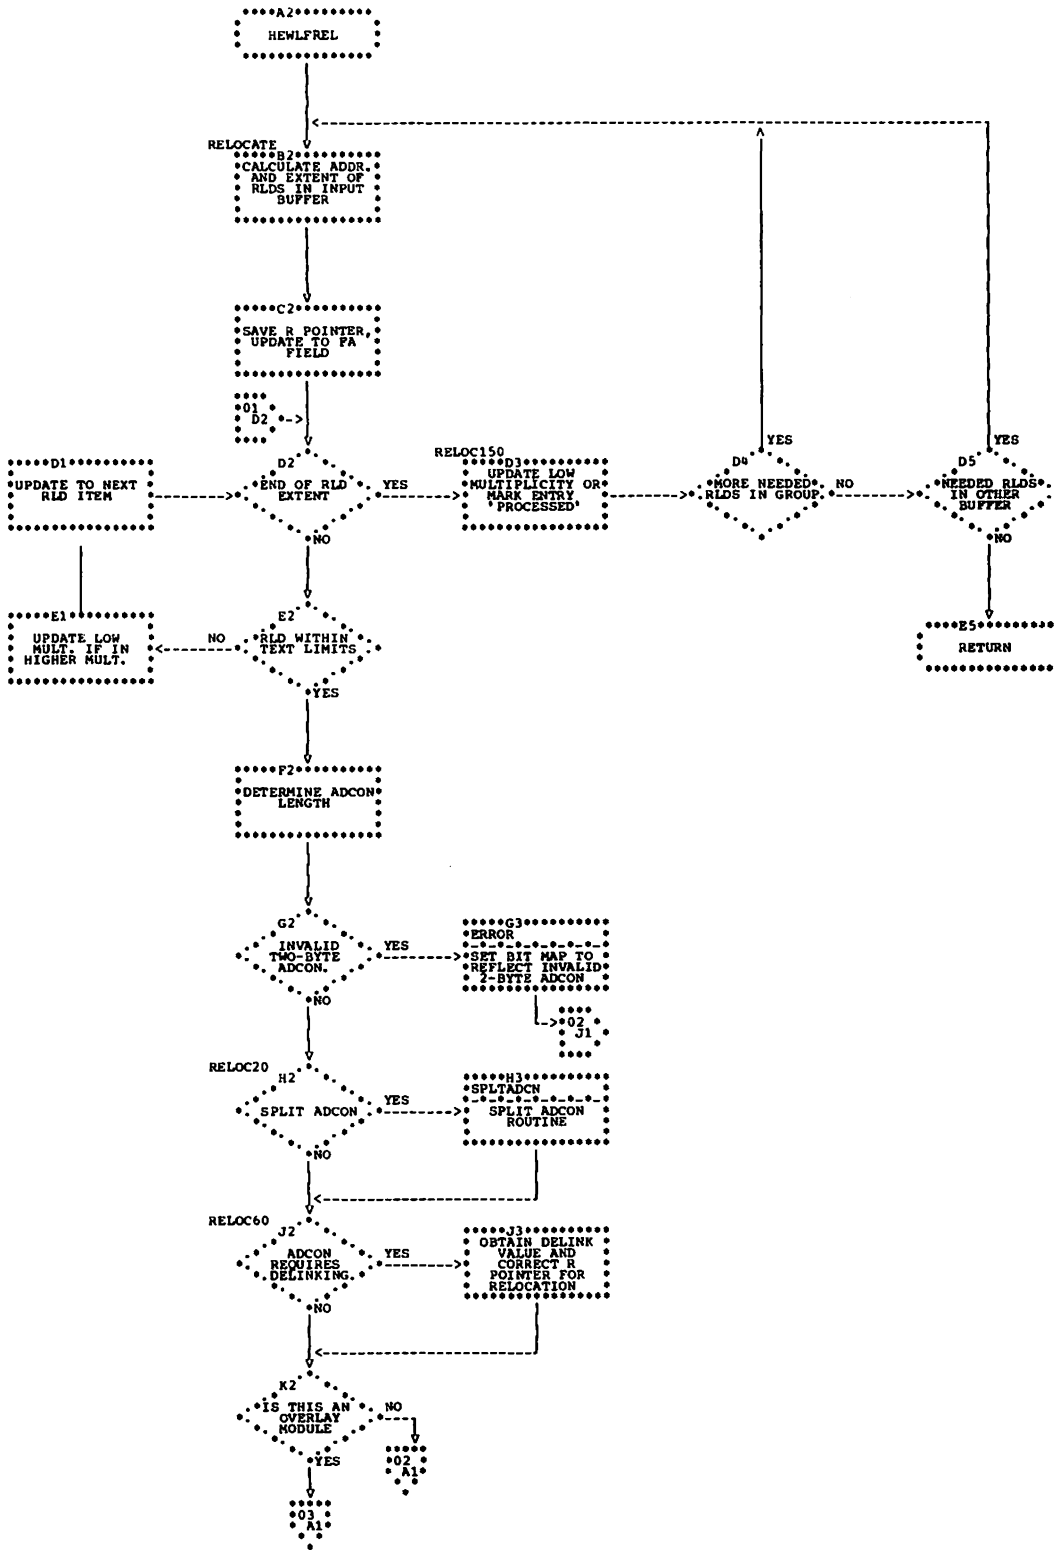 A2
HEWLFREL
RELOCATE
B2
CALCULATE ADDR.
AND EXTENT OF
RLDS IN INPUT
BUFFER
C2
SAVE R POINTER,
UPDATE TO PA
FIELD
01
D2
D1
UPDATE TO NEXT
RLD ITEM
D2
END OF RLD
EXTENT
YES
NO
RELOC150
D3
UPDATE LOW
MULTIPLICITY OR
MARK ENTRY
'PROCESSED'
D4
MORE NEEDED
RLDS IN GROUP
YES
NO
D5
NEEDED RLDS
IN OTHER
BUFFER
YES
NO
E1
UPDATE LOW
MULT. IF IN
HIGHER MULT.
E2
RLD WITHIN
TEXT LIMITS
NO
YES
E5
RETURN
F2
DETERMINE ADCON
LENGTH
G2
INVALID
TWO-BYTE
ADCON.
YES
NO
G3
ERROR
SET BIT MAP TO
REFLECT INVALID
2-BYTE ADCON
02
J1
RELOC20
H2
SPLIT ADCON
YES
NO
H3
SPLTADCN
SPLIT ADCON
ROUTINE
RELOC60
J2
ADCON
REQUIRES
DELINKING
YES
NO
J3
OBTAIN DELINK
VALUE AND
CORRECT R
POINTER FOR
RELOCATION
K2
IS THIS AN
OVERLAY
MODULE
NO
YES
02
A1
03
A1